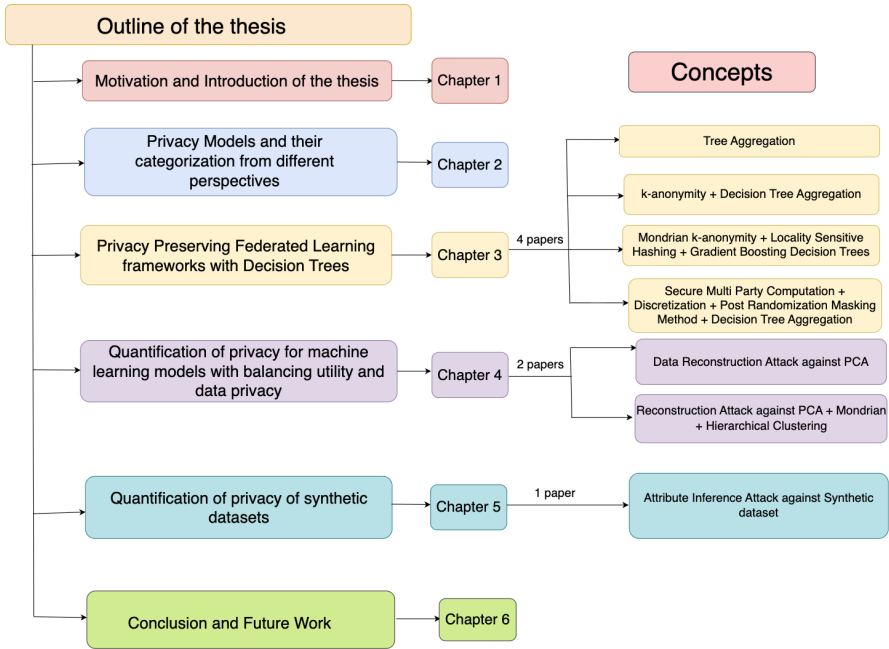 Outline of the thesis
Motivation and Introduction of the thesis
Chapter 1
Concepts
Privacy Models and their
categorization from different
perspectives
Chapter 2
Privacy Preserving Federated Learning
frameworks with Decision Trees
Chapter 3
4 papers
Tree Aggregation
k-anonymity + Decision Tree Aggregation
Mondrian k-anonymity + Locality Sensitive
Hashing + Gradient Boosting Decision Trees
Secure Multi Party Computation +
Discretization + Post Randomization Masking
Method + Decision Tree Aggregation
Quantification of privacy for machine
learning models with balancing utility and
data privacy
Chapter 4
2 papers
Data Reconstruction Attack against PCA
Reconstruction Attack against PCA + Mondrian
+ Hierarchical Clustering
Quantification of privacy of synthetic
datasets
Chapter 5
1 paper
Attribute Inference Attack against Synthetic
dataset
Conclusion and Future Work
Chapter 6